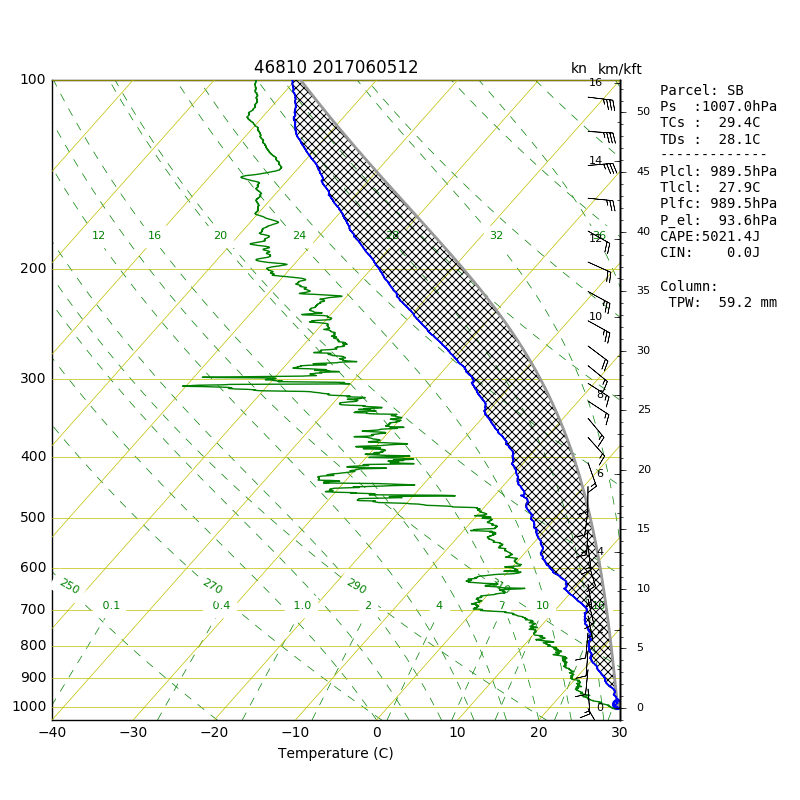 46810 2017060512
kn km/kft
100
200
300
400
500
600
700
800
900
1000
12 16 20 24 28 32 36
250 270 290 310
0.1 0.4 1.0 2 4 7 10
16
14
12
10
8
6
4
0
50
45
40
35
30
25
20
15
10
5
0
−40 −30 −20 −10 0 10 20 30
Temperature (C)
Parcel: SB
Ps :1007.0hPa
TCs : 29.4C
TDs : 28.1C
-------------
Plcl: 989.5hPa
Tlcl: 27.9C
Plfc: 989.5hPa
P_el: 93.6hPa
CAPE:5021.4J
CIN: 0.0J
Column:
TPW: 59.2 mm